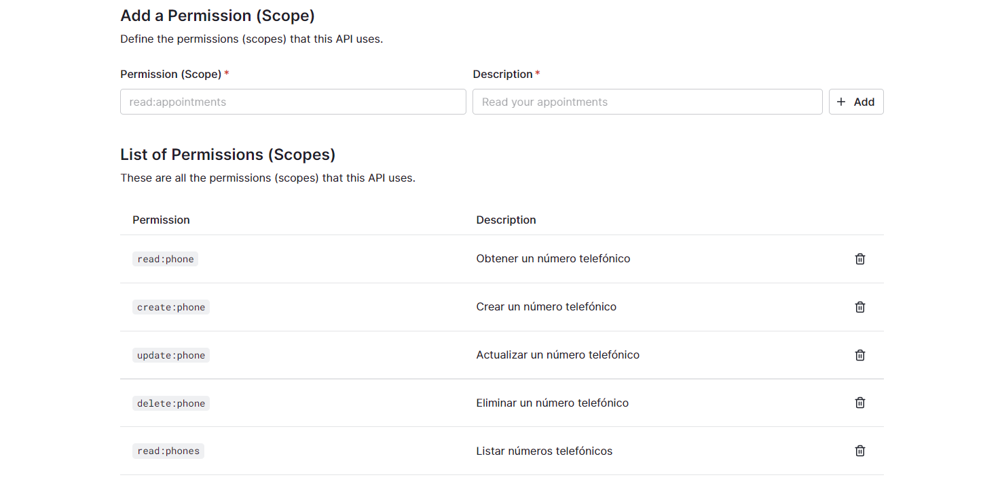 Add a Permission (Scope)
Define the permissions (scopes) that this API uses.
Permission (Scope) * Description *
read:appointments Read your appointments + Add
List of Permissions (Scopes)
These are all the permissions (scopes) that this API uses.
Permission Description
read:phone Obtener un número telefónico
create:phone Crear un número telefónico
update:phone Actualizar un número telefónico
delete:phone Eliminar un número telefónico
read:phones Listar números telefónicos